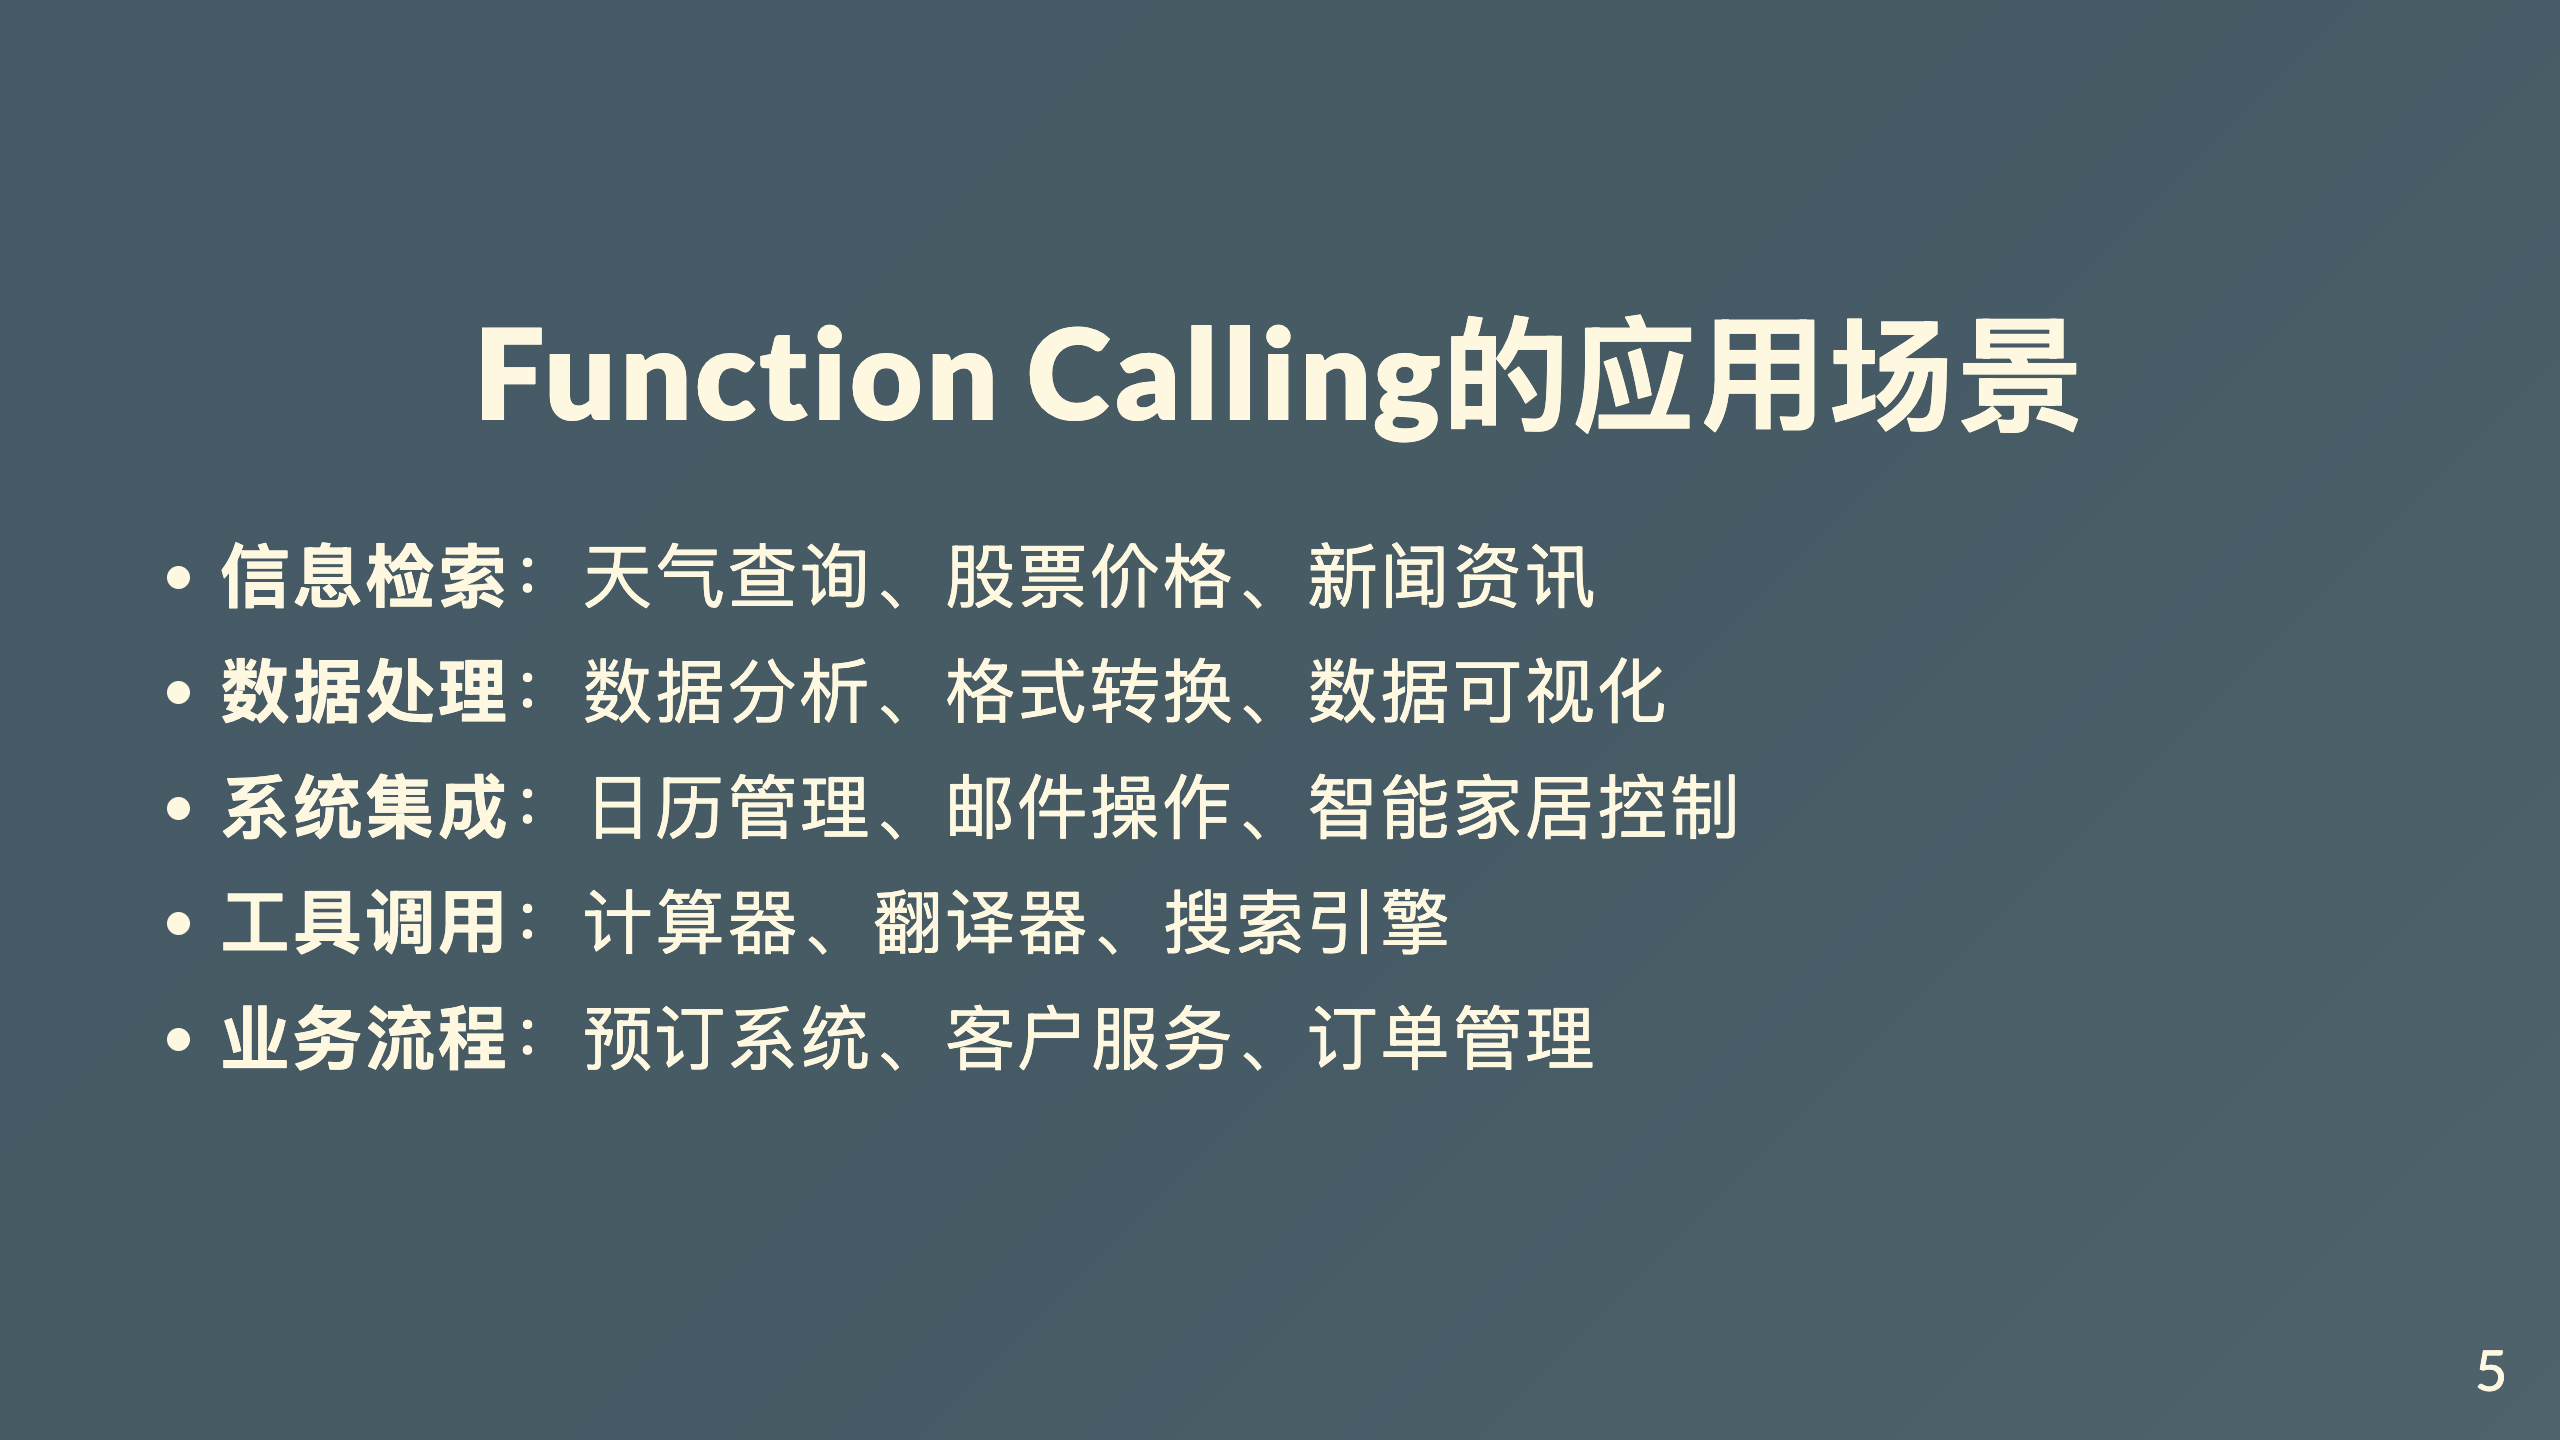 Function Calling的应用场景
• 信息检索：天气查询、股票价格、新闻资讯
• 数据处理：数据分析、格式转换、数据可视化
• 系统集成：日历管理、邮件操作、智能家居控制
• 工具调用：计算器、翻译器、搜索引擎
• 业务流程：预订系统、客户服务、订单管理
5